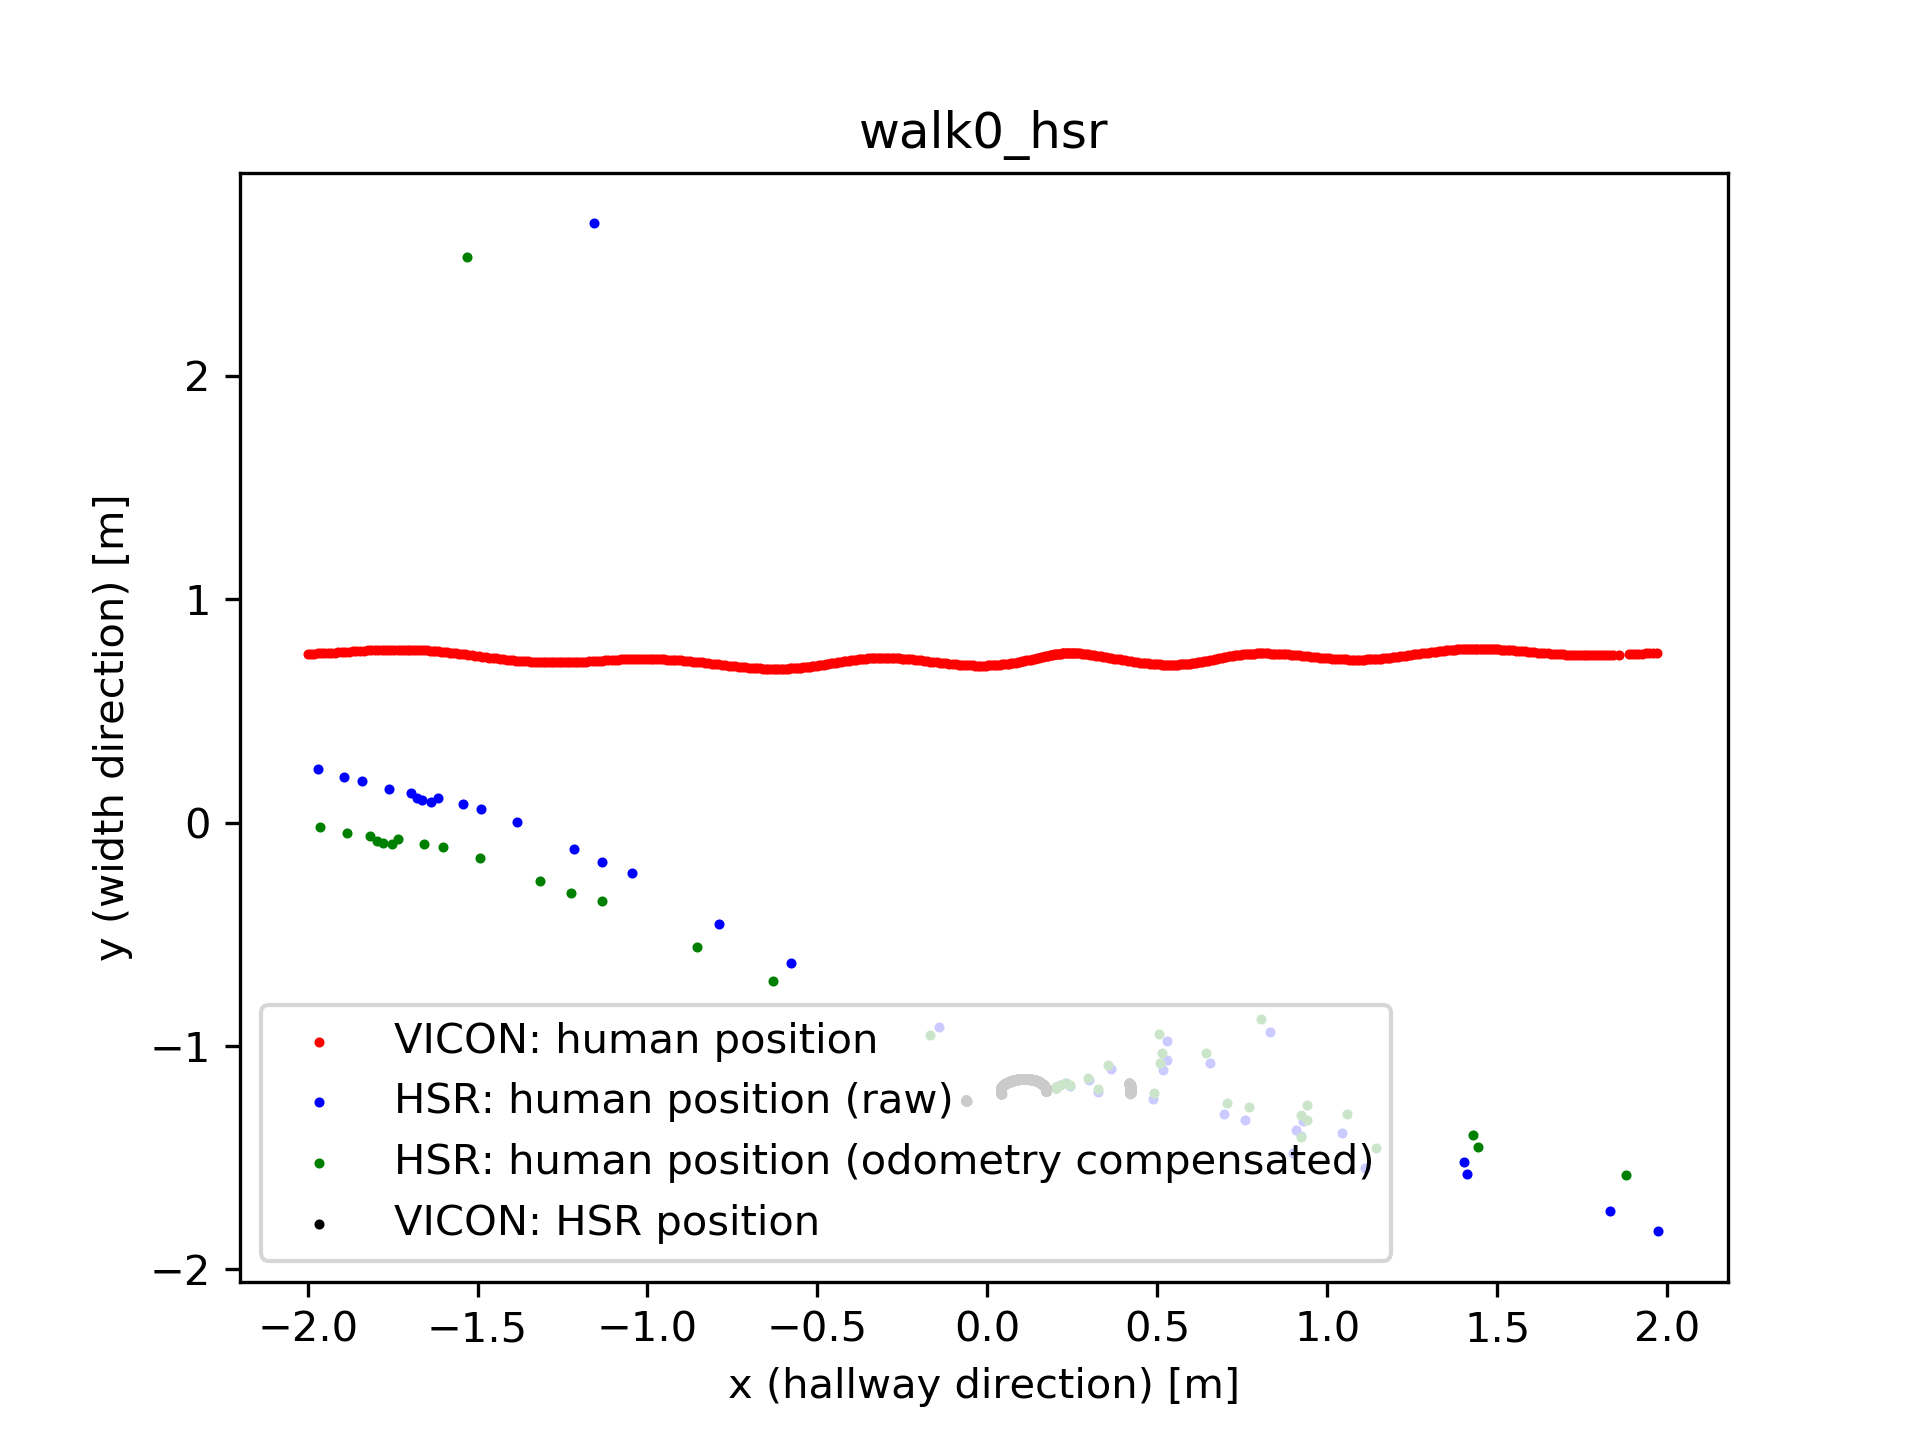 walk0_hsr
y (width direction) [m]
2
1
0
−1
−2
VICON: human position
HSR: human position (raw)
HSR: human position (odometry compensated)
VICON: HSR position
−2.0 −1.5 −1.0 −0.5 0.0 0.5 1.0 1.5 2.0
x (hallway direction) [m]